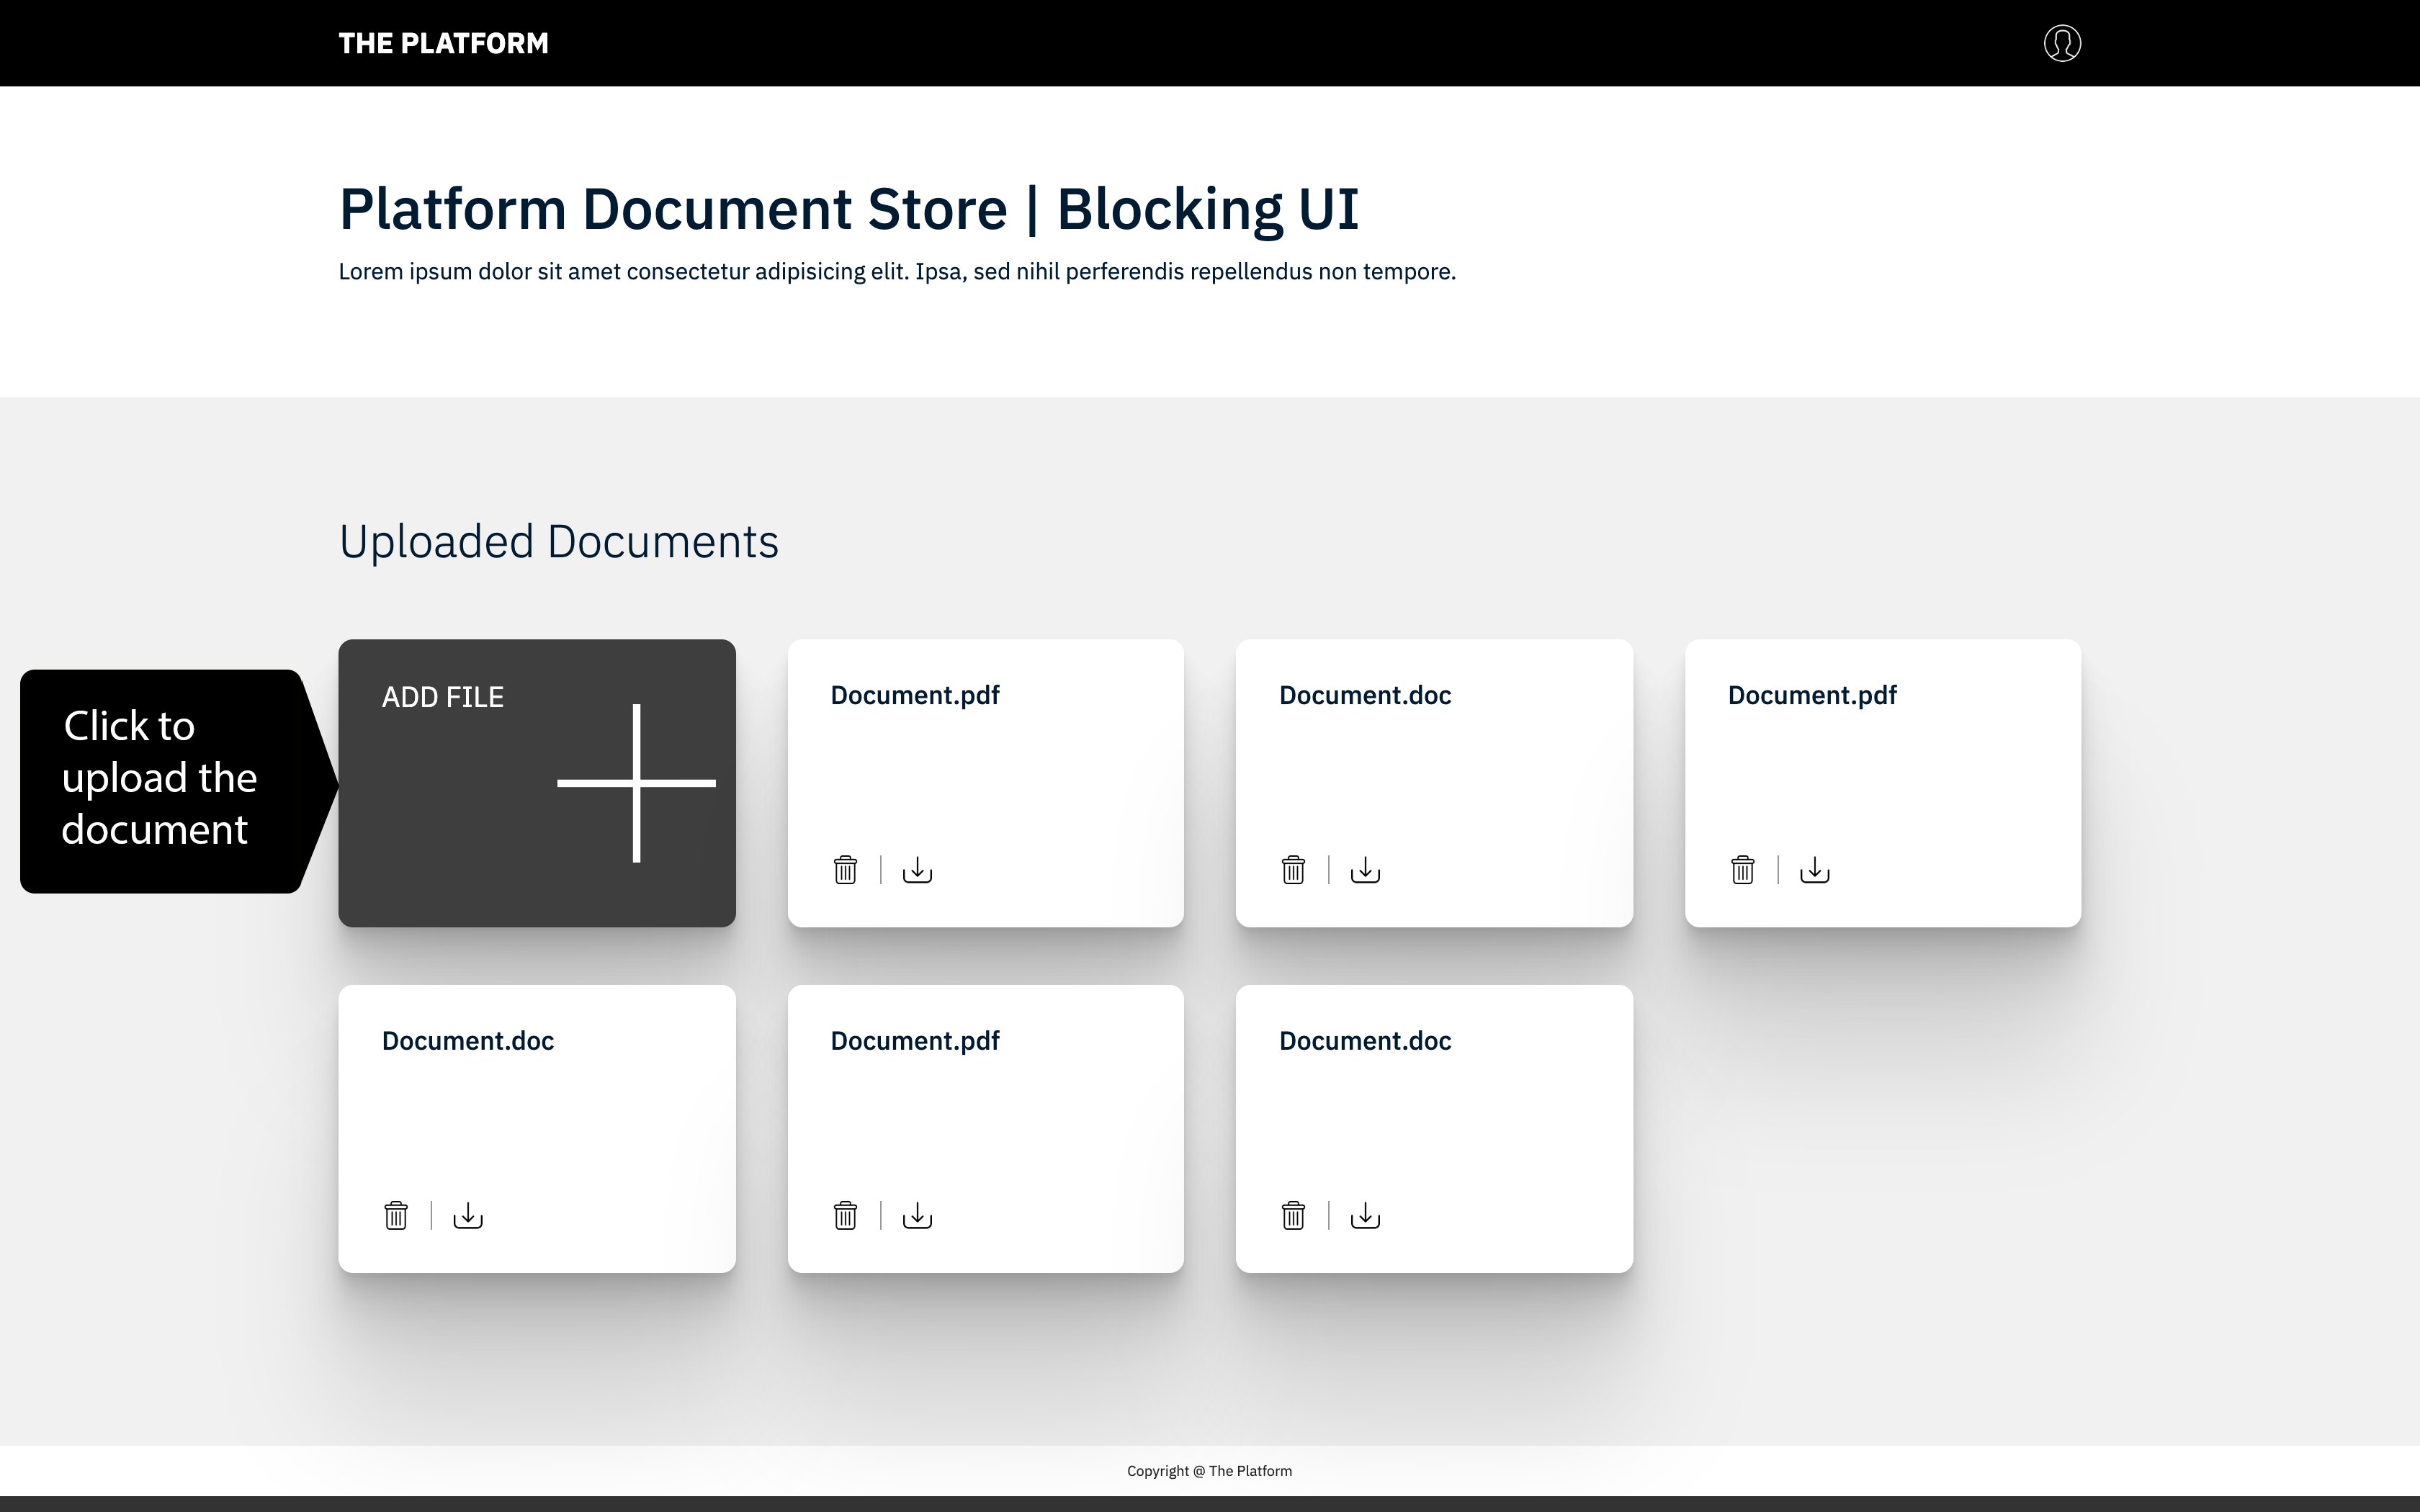 THE PLATFORM
Platform Document Store | Blocking UI
Lorem ipsum dolor sit amet consectetur adipisicing elit. Ipsa, sed nihil perferendis repellendus non tempore.
Uploaded Documents
Click to
upload the
document
ADD FILE
Document.pdf
Document.doc
Document.pdf
Document.doc
Document.pdf
Document.doc
Copyright @ The Platform